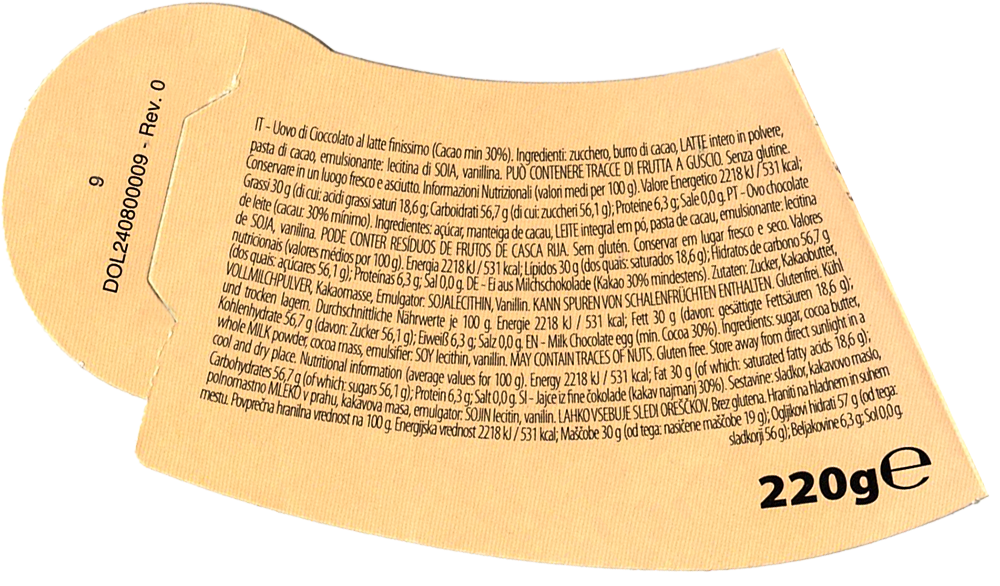 9
DOL240800009 - Rev. 0
IT - Uovo di Cioccolato al latte finissimo (Cacao min 30%). Ingredienti: zucchero, burro di cacao, LATTE intero in polvere,
pasta di cacao, emulsionante: lecitina di SOIA, vanillina. PUÒ CONTENERE TRACCE DI FRUTTA A GUSCIO. Senza glutine.
Conservare in un luogo fresco e asciutto. Informazioni Nutrizionali (valori medi per 100 g). Valore Energetico 2218 kJ / 531 kcal;
Grassi 30 g (di cui: acidi grassi saturi 18,6 g; Carboidrati 56,7 g (di cui: zuccheri 56,1 g); Proteine 6,3 g; Sale 0,0 g. PT - Ovo chocolate
de leite (cacau: 30% mínimo). Ingredientes: açúcar, manteiga de cacau, LEITE integral em pó, pasta de cacau, emulsionante: lecitina
de SOJA, vanilina. PODE CONTER RESÍDUOS DE FRUTOS DE CASCA RIJA. Sem glutén. Conservar em lugar fresco e seco. Valores
nutricionais (valores médios por 100 g). Energia 2218 kJ / 531 kcal; Lípidos 30 g (dos quais: saturados 18,6 g); Hidratos de carbono 56,7 g
(dos quais: açúcares 56,1 g); Proteínas 6,3 g; Sal 0,0 g. DE - Ei aus Milchschokolade (Kakao 30% mindestens). Zutaten: Zucker, Kakaobutter,
VOLLMILCHPULVER, Kakaomasse, Emulgator: SOJALECITHIN, Vanillin. KANN SPUREN VON SCHALENFRÜCHTEN ENTHALTEN. Glutenfrei. Kühl
und trocken lagern. Durchschnittliche Nährwerte je 100 g. Energie 2218 kJ / 531 kcal; Fett 30 g (davon: gesättigte Fettsäuren 18,6 g);
Kohlenhydrate 56,7 g (davon: Zucker 56,1 g); Eiweiß 6,3 g; Salz 0,0 g. EN - Milk Chocolate egg (min. Cocoa 30%). Ingredients: sugar, cocoa butter,
whole MILK powder, cocoa mass, emulsifier: SOY lecithin, vanillin. MAY CONTAIN TRACES OF NUTS. Gluten free. Store away from direct sunlight in a
cool and dry place. Nutritional information (average values for 100 g). Energy 2218 kJ / 531 kcal; Fat 30 g (of which: saturated fatty acids 18,6 g);
Carbohydrates 56,7 g (of which: sugars 56,1 g); Protein 6,3 g; Salt 0,0 g. SI - Jajce iz fine čokolade (kakav najmanj 30%). Sestavine: sladkor, kakavovo maslo,
polnomastno MLEKO v prahu, kakavova masa, emulgator: SOJIN lecitin, vanilin. LAHKO VSEBUJE SLEDI OREŠČKOV. Brez glutena. Hraniti na hladnem in suhem
mestu. Povprečna hranilna vrednost na 100 g. Energijska vrednost 2218 kJ / 531 kcal; Maščobe 30 g (od tega: nasičene maščobe 19 g); Ogljikovi hidrati 57 g (od tega:
sladkorji 56 g); Beljakovine 6,3 g; Sol 0,0 g.
220g℮